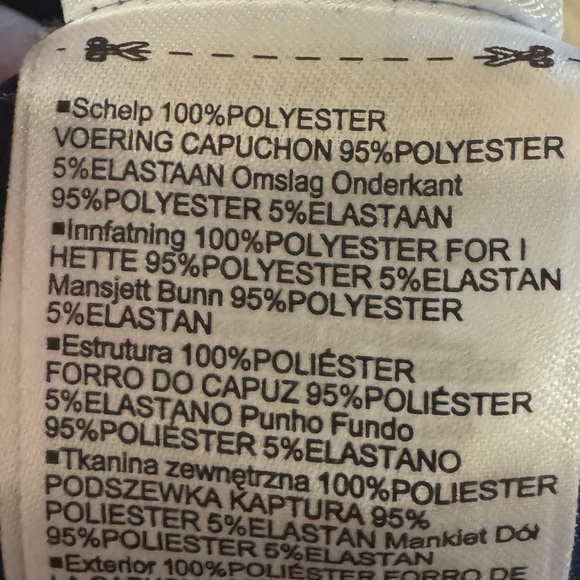 ■Schelp 100%POLYESTER
VOERING CAPUCHON 95%POLYESTER
5%ELASTAAN Omslag Onderkant
95%POLYESTER 5%ELASTAAN
■Innfatning 100%POLYESTER FOR I
HETTE 95%POLYESTER 5%ELASTAN
Mansjett Bunn 95%POLYESTER
5%ELASTAN
■Estrutura 100%POLIÉSTER
FORRO DO CAPUZ 95%POLIÉSTER
5%ELASTANO Punho Fundo
95%POLIÉSTER 5%ELASTANO
■Tkanina zewnętrzna 100%POLIESTER
PODSZEWKA KAPTURA 95%
POLIESTER 5%ELASTAN Mankiet Dół
95%POLIESTER 5%ELASTAN
■Exterior 100%POLIÉSTER FORRO DE